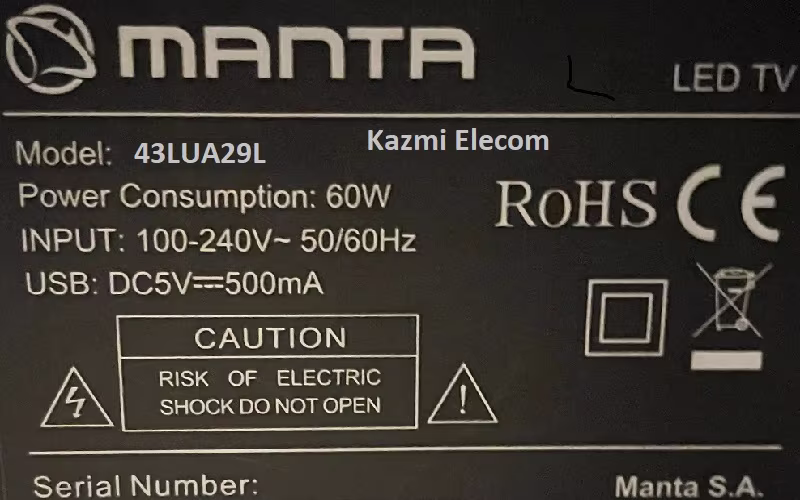 MANTA
LED TV
Model: 43LUA29L
Kazmi Elecom
Power Consumption: 60W
INPUT: 100-240V~ 50/60Hz
USB: DC5V⎓500mA
RoHS CE
CAUTION
RISK OF ELECTRIC
SHOCK DO NOT OPEN
!
Serial Number:
Manta S.A.